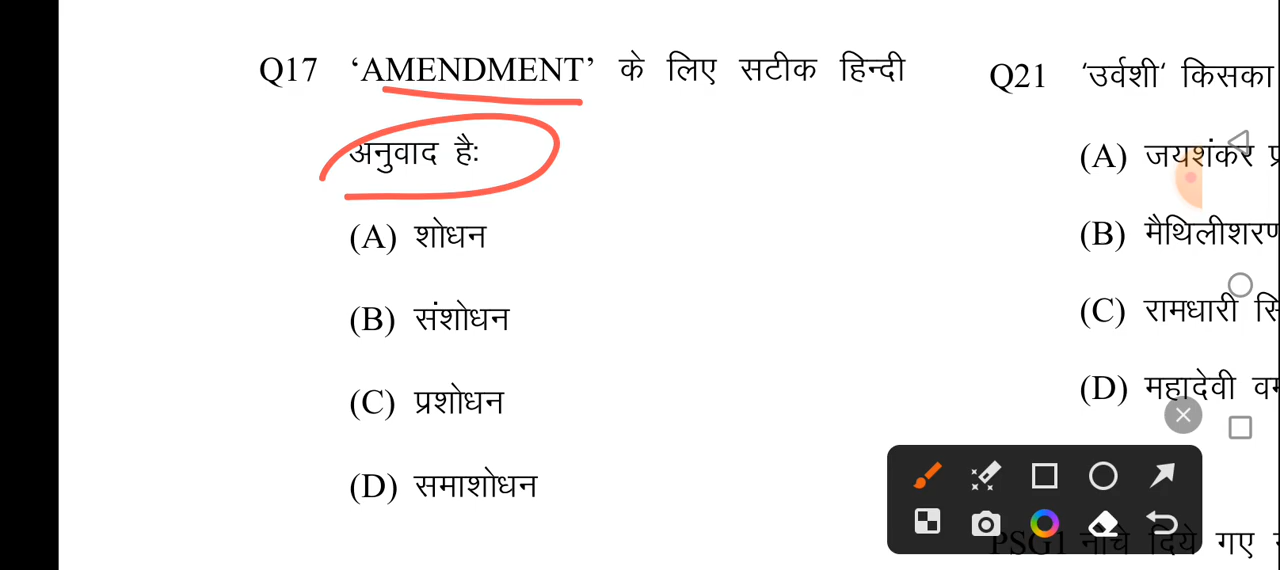 Q17 ‘AMENDMENT’ के लिए सटीक हिन्दी
अनुवाद हैः
(A) शोधन
(B) संशोधन
(C) प्रशोधन
(D) समाशोधन
Q21 ‘उर्वशी‘ किसका
(A) जयशंकर
(B) मैथिलीशरण
(C) रामधारी
(D) महादेवी
PSG1 नीचे दिये गए